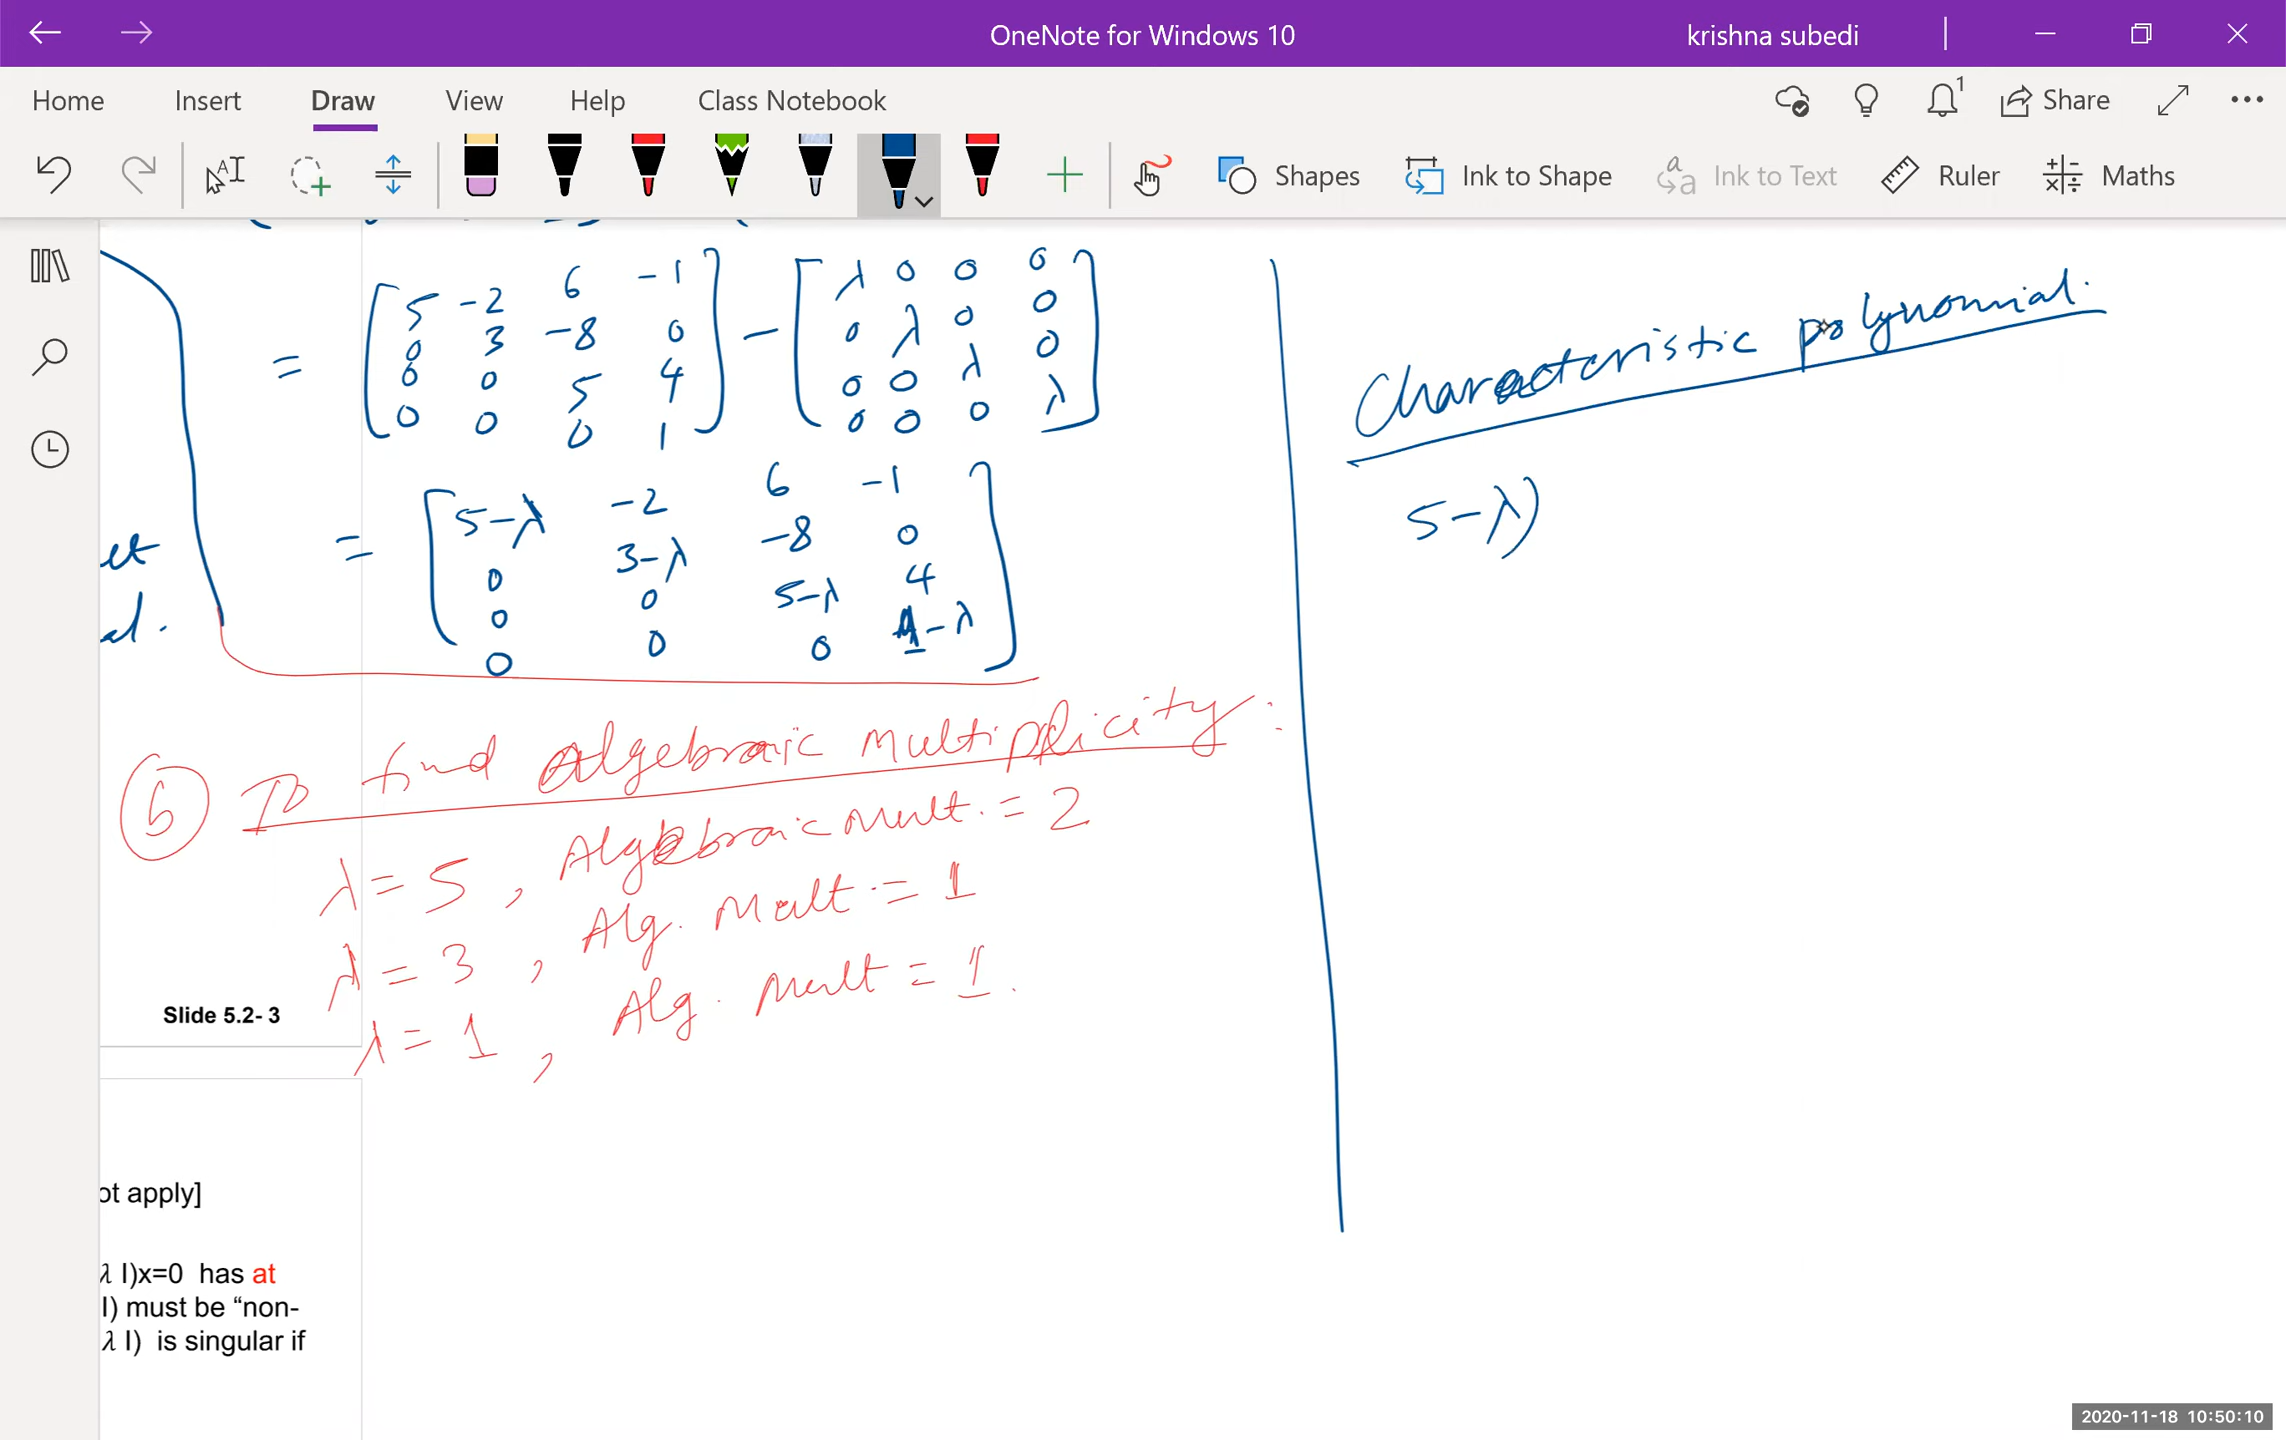 OneNote for Windows 10
krishna subedi
Home Insert Draw View Help Class Notebook
1 Share
Shapes Ink to Shape Ink to Text Ruler Maths
= [5 -2 6 -1 − [λ 0 0 0
0 3 -8 0 0 λ 0 0
0 0 5 4 0 0 λ 0
0 0 0 1] 0 0 0 λ]
= [5-λ -2 6 -1
0 3-λ -8 0
0 0 5-λ 4
0 0 0 1-λ]
et
al.
⑥ To find Algebraic Multiplicity:
λ = 5, Algebraic Mult. = 2
λ = 3, Alg. Mult = 1
λ = 1, Alg. Mult = 1.
Slide 5.2- 3
ot apply]
λ I)x=0 has at
I) must be “non-
λ I) is singular if
Characteristic polynomial.
5-λ)
2020-11-18 10:50:10